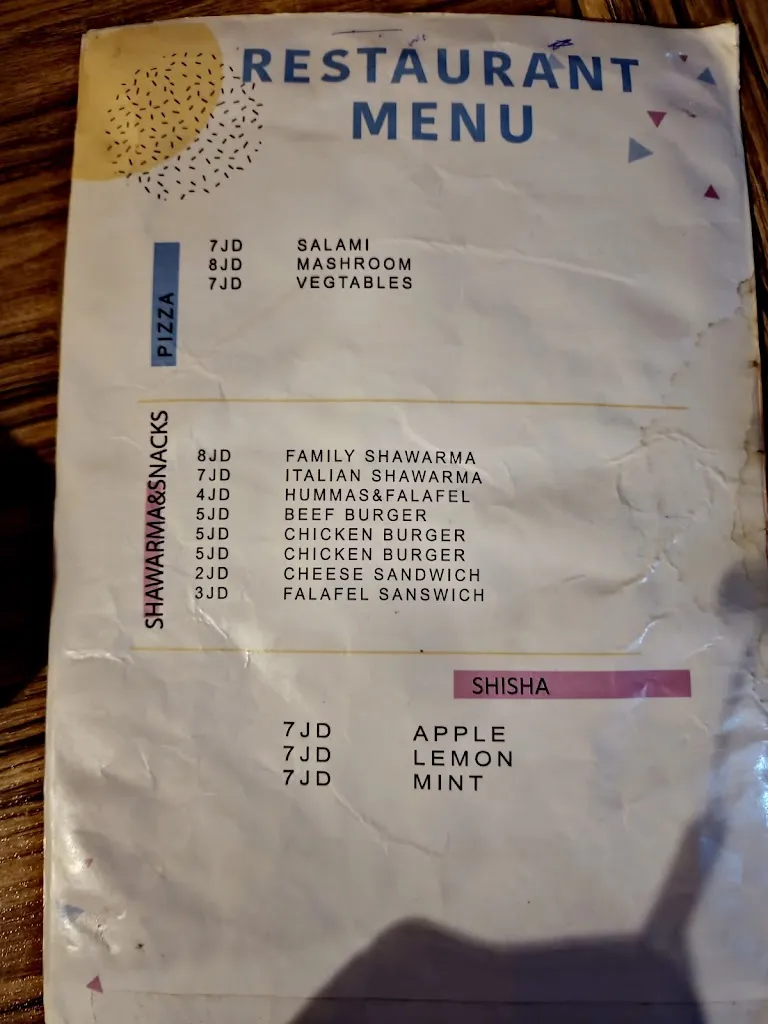 RESTAURANT
MENU
PIZZA
7JD SALAMI
8JD MASHROOM
7JD VEGTABLES
SHAWARMA&SNACKS
8JD FAMILY SHAWARMA
7JD ITALIAN SHAWARMA
4JD HUMMAS&FALAFEL
5JD BEEF BURGER
5JD CHICKEN BURGER
5JD CHICKEN BURGER
2JD CHEESE SANDWICH
3JD FALAFEL SANSWICH
SHISHA
7JD APPLE
7JD LEMON
7JD MINT